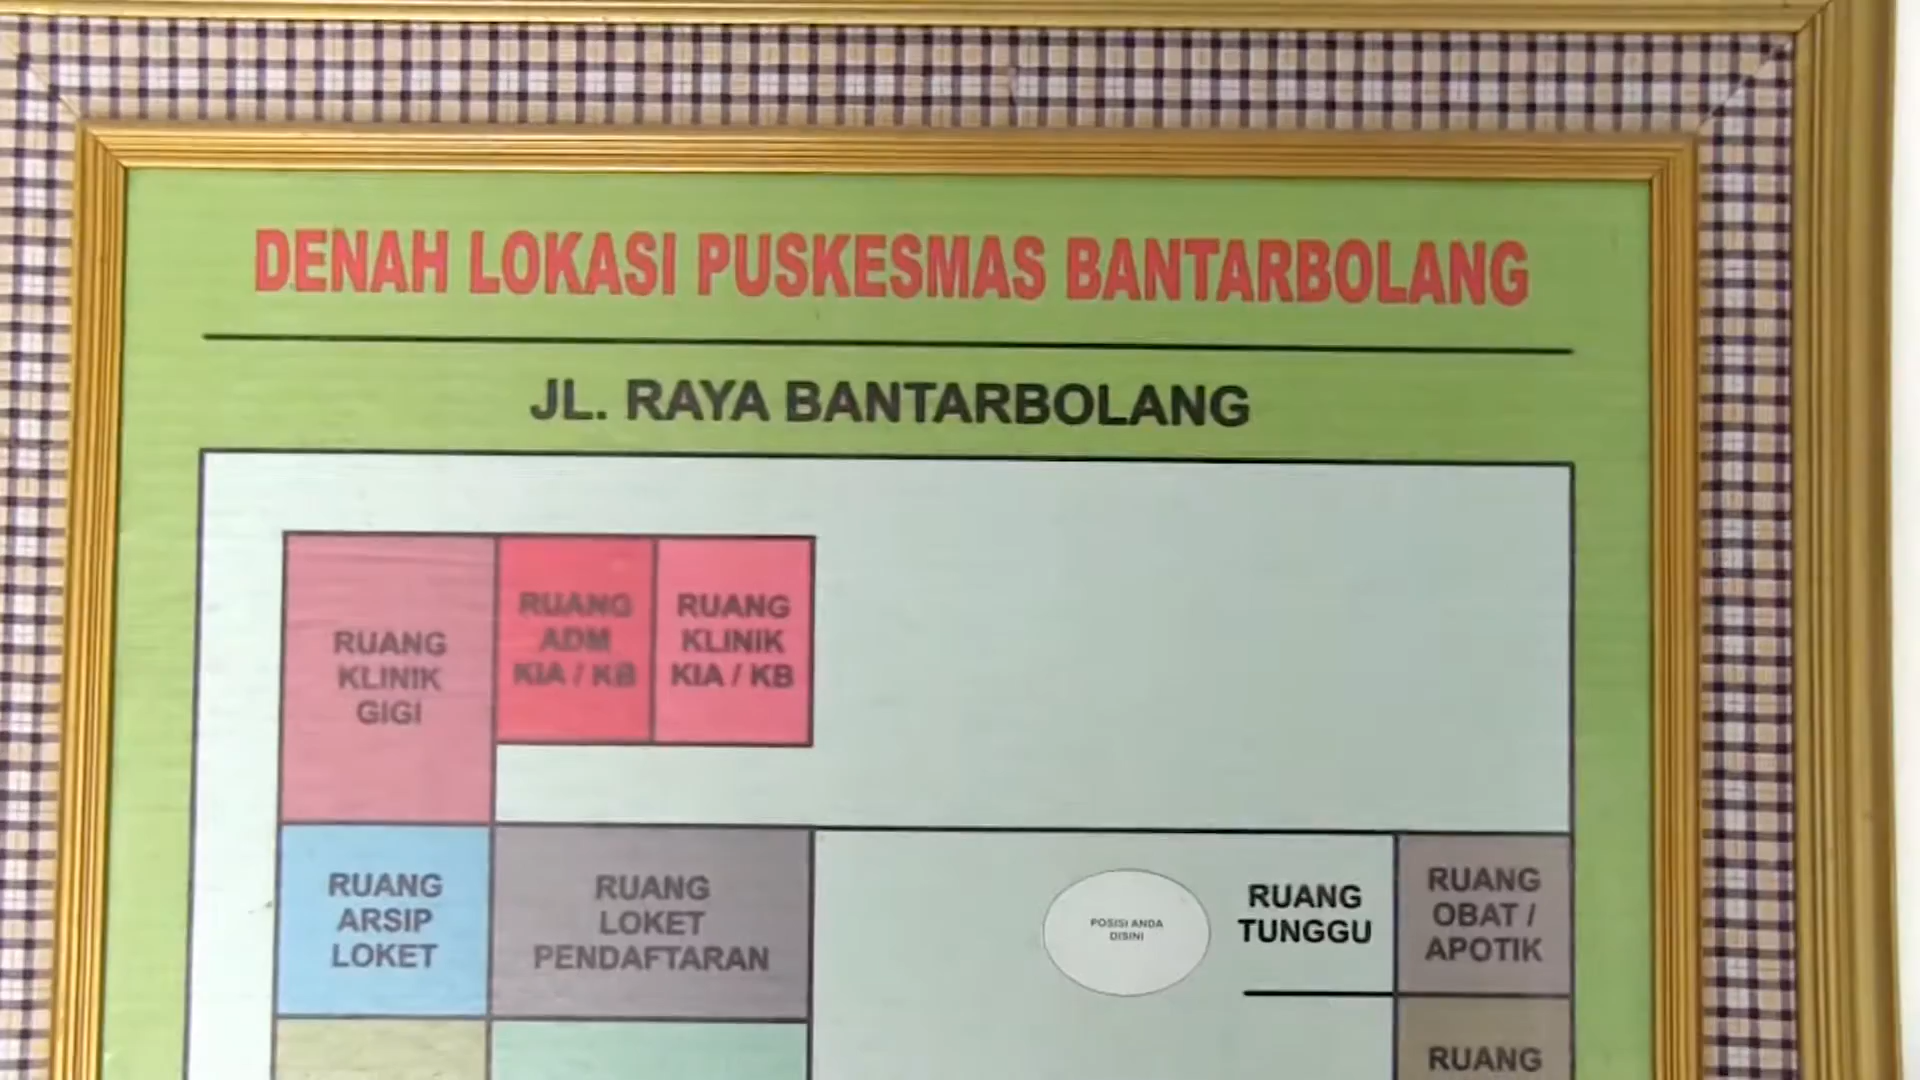 DENAH LOKASI PUSKESMAS BANTARBOLANG
JL. RAYA BANTARBOLANG
RUANG
KLINIK
GIGI
RUANG
ADM
KIA / KB
RUANG
KLINIK
KIA / KB
RUANG
ARSIP
LOKET
RUANG
LOKET
PENDAFTARAN
POSISI ANDA
DISINI
RUANG
TUNGGU
RUANG
OBAT /
APOTIK
RUANG